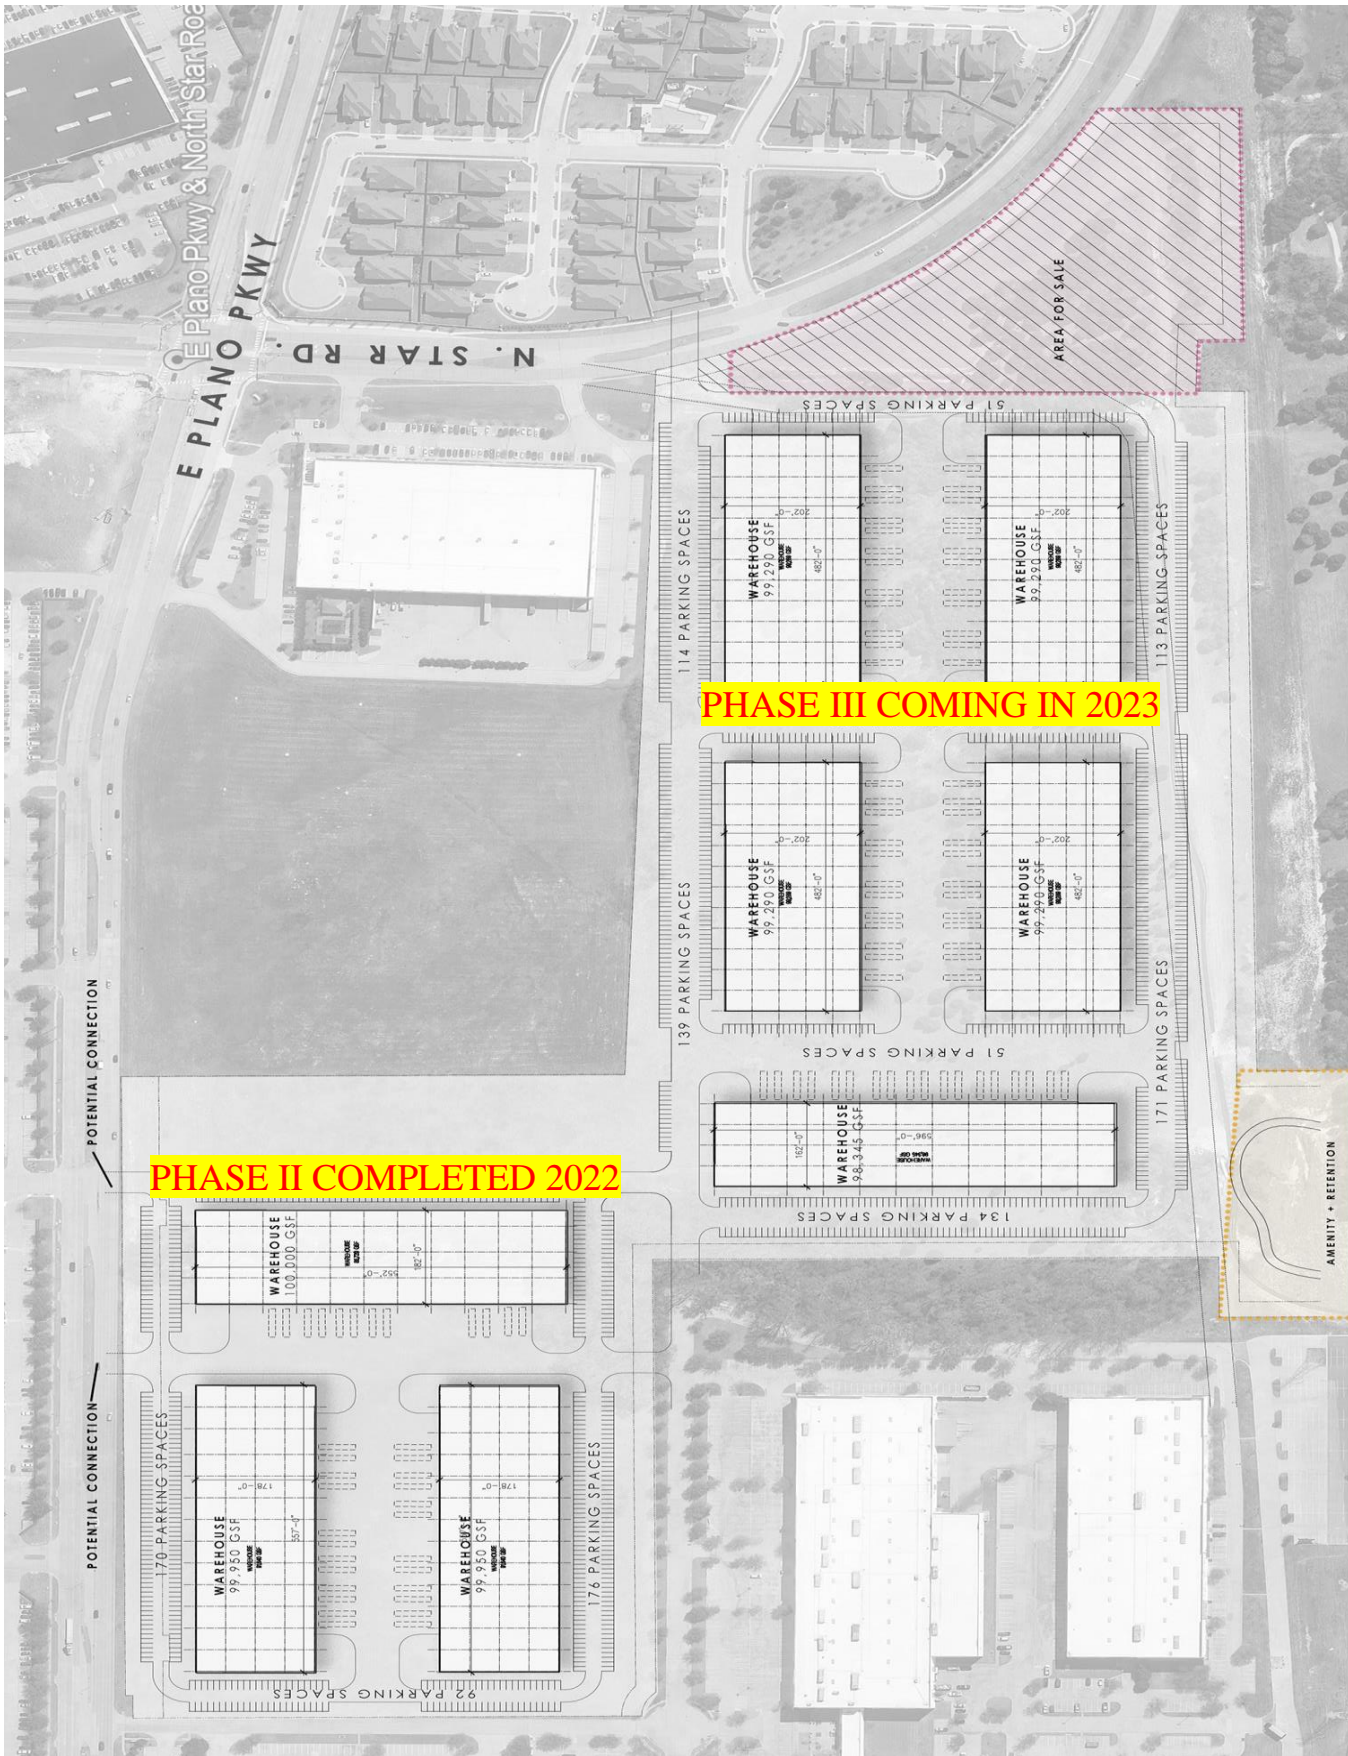 E Plano Pkwy & North Star Roa
E PLANO PKWY
N. STAR RD.
AREA FOR SALE
51 PARKING SPACES
114 PARKING SPACES
WAREHOUSE
99,290 GSF
202'-0"
482'-0"
WAREHOUSE
99,290 GSF
202'-0"
482'-0"
113 PARKING SPACES
PHASE III COMING IN 2023
139 PARKING SPACES
WAREHOUSE
99,290 GSF
202'-0"
482'-0"
WAREHOUSE
99,290 GSF
202'-0"
482'-0"
171 PARKING SPACES
51 PARKING SPACES
162'-0"
WAREHOUSE
98,345 GSF
596'-0"
134 PARKING SPACES
AMENITY + RETENTION
POTENTIAL CONNECTION
PHASE II COMPLETED 2022
WAREHOUSE
100,000 GSF
552'-0"
182'-0"
POTENTIAL CONNECTION
170 PARKING SPACES
WAREHOUSE
99,950 GSF
178'-0"
557'-0"
WAREHOUSE
99,950 GSF
178'-0"
176 PARKING SPACES
92 PARKING SPACES